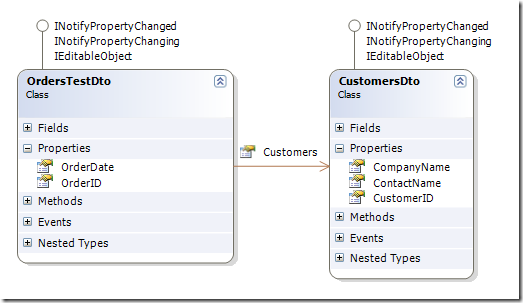 INotifyPropertyChanged
INotifyPropertyChanging
IEditableObject
OrdersTestDto
Class
Fields
Properties
OrderDate
OrderID
Methods
Events
Nested Types
Customers
INotifyPropertyChanged
INotifyPropertyChanging
IEditableObject
CustomersDto
Class
Fields
Properties
CompanyName
ContactName
CustomerID
Methods
Events
Nested Types